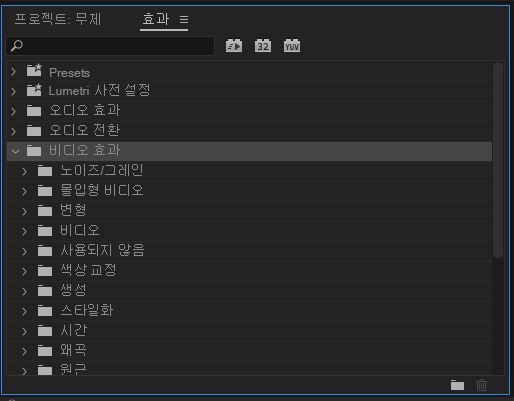 프로젝트: 무제 효과
32 YUV
Presets
Lumetri 사전 설정
오디오 효과
오디오 전환
비디오 효과
노이즈/그레인
몰입형 비디오
변형
비디오
사용되지 않음
색상 교정
생성
스타일화
시간
왜곡
원근